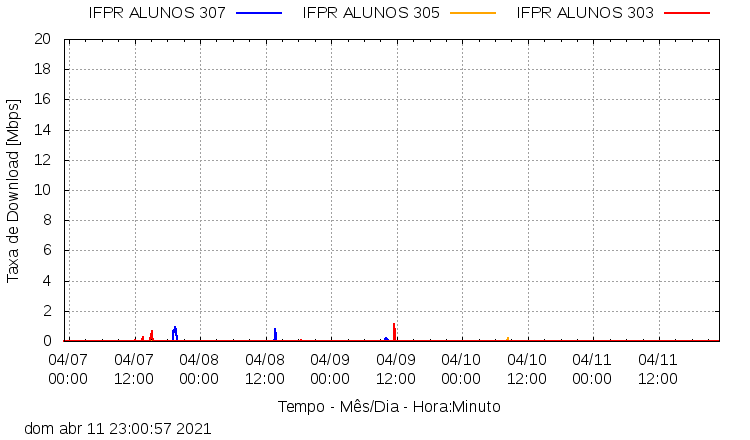 IFPR ALUNOS 307 IFPR ALUNOS 305 IFPR ALUNOS 303
20
18
16
14
12
10
8
6
4
2
0
Taxa de Download [Mbps]
04/07 04/07 04/08 04/08 04/09 04/09 04/10 04/10 04/11 04/11
00:00 12:00 00:00 12:00 00:00 12:00 00:00 12:00 00:00 12:00
Tempo - Mês/Dia - Hora:Minuto
dom abr 11 23:00:57 2021